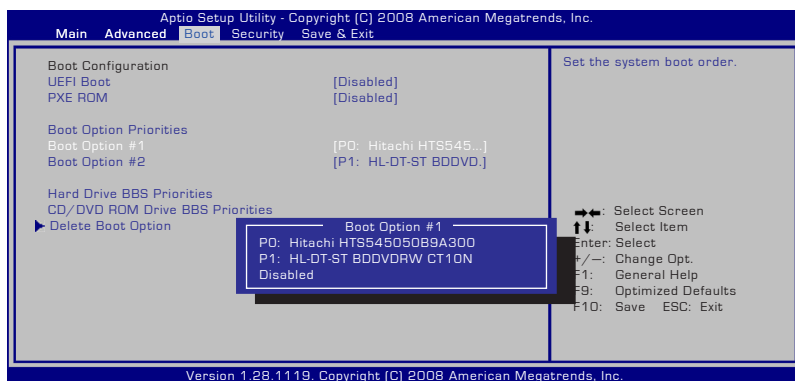 Aptio Setup Utility - Copyright (C) 2008 American Megatrends, Inc.
Main Advanced Boot Security Save & Exit
Boot Configuration
UEFI Boot [Disabled]
PXE ROM [Disabled]
Boot Option Priorities
Boot Option #1 [P0: Hitachi HTS545...]
Boot Option #2 [P1: HL-DT-ST BDDVD.]
Hard Drive BBS Priorities
CD/DVD ROM Drive BBS Priorities
Delete Boot Option
Boot Option #1
P0: Hitachi HTS545050B9A300
P1: HL-DT-ST BDDVDRW CT10N
Disabled
Set the system boot order.
→←: Select Screen
↑↓: Select Item
Enter: Select
+/—: Change Opt.
F1: General Help
F9: Optimized Defaults
F10: Save ESC: Exit
Version 1.28.1119. Copyright (C) 2008 American Megatrends, Inc.